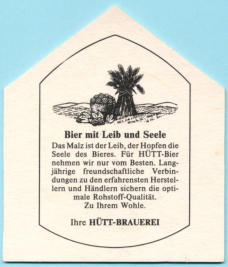 Bier mit Leib und Seele
Das Malz ist der Leib, der Hopfen die
Seele des Bieres. Für HÜTT-Bier
nehmen wir nur vom Besten. Lang-
jährige freundschaftliche Verbin-
dungen zu den erfahrensten Herstel-
lern und Händlern sichern die opti-
male Rohstoff-Qualität.
Zu Ihrem Wohle.
Ihre HÜTT-BRAUEREI